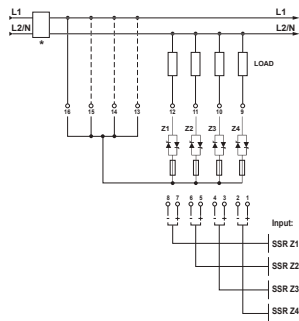 L1 L1
L2/N L2/N
*
LOAD
16 15 14 13 12 11 10 9
Z1 Z2 Z3 Z4
8 7 6 5 4 3 2 1
- + - + - + - +
Input:
SSR Z1
SSR Z2
SSR Z3
SSR Z4